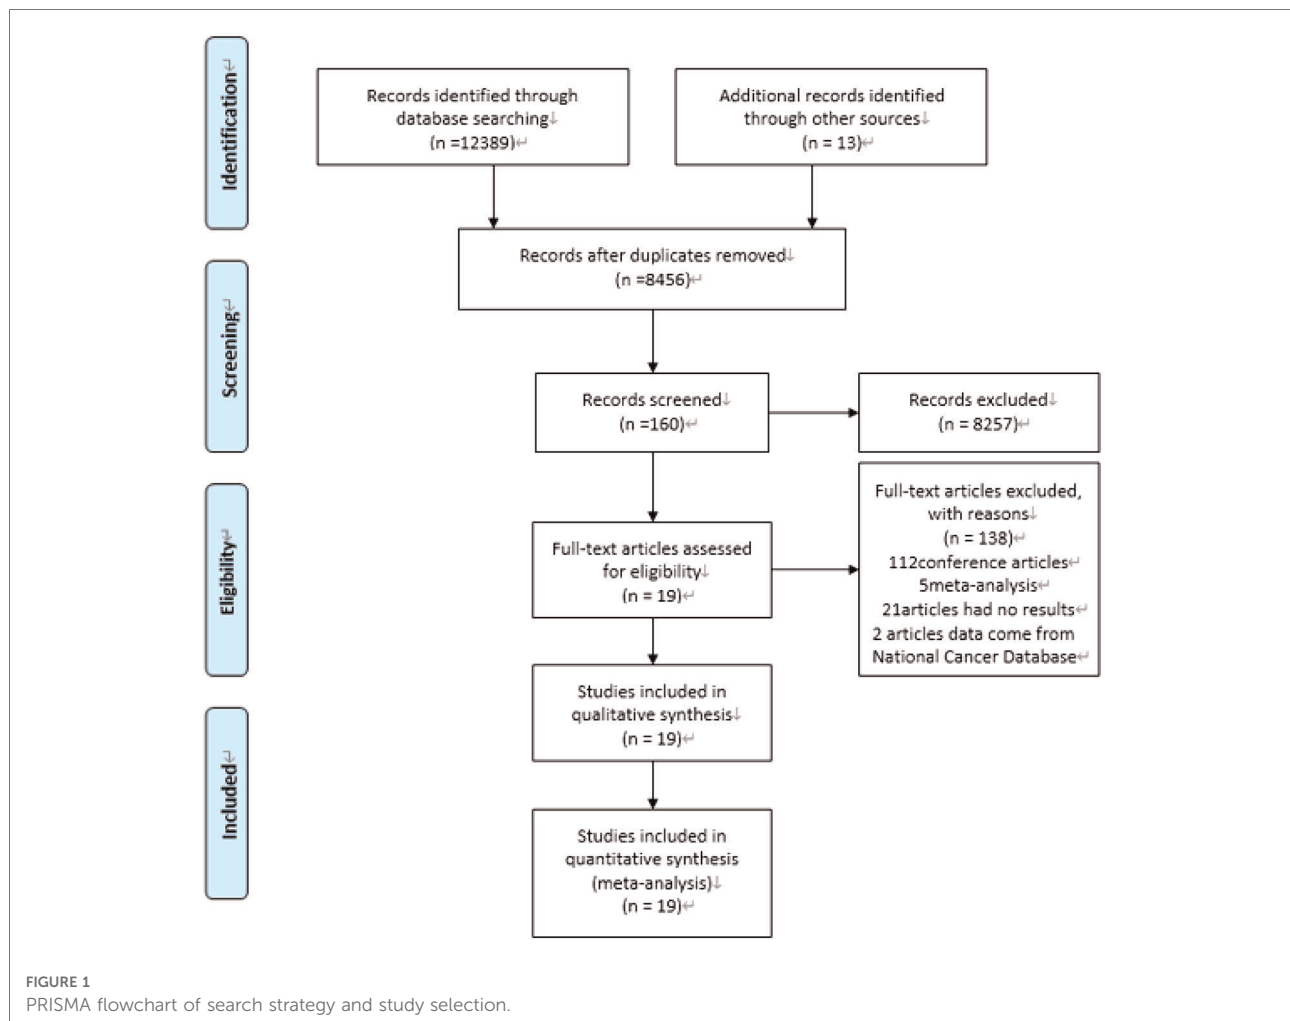 Identification↵
Records identified through
database searching↓
(n =12389)↵
Additional records identified
through other sources↓
(n = 13)↵
Records after duplicates removed↓
(n =8456)↵
Screening↵
Records screened↓
(n =160)↵
Records excluded↓
(n = 8257)↵
Eligibility↵
Full-text articles assessed
for eligibility↓
(n = 19)↵
Full-text articles excluded,
with reasons↓
(n = 138)↵
112conference articles↵
5meta-analysis↵
21articles had no results↵
2 articles data come from
National Cancer Database↵
Studies included in
qualitative synthesis↓
(n = 19)↵
Included↵
Studies included in
quantitative synthesis
(meta-analysis)↓
(n = 19)↵
FIGURE 1
PRISMA flowchart of search strategy and study selection.